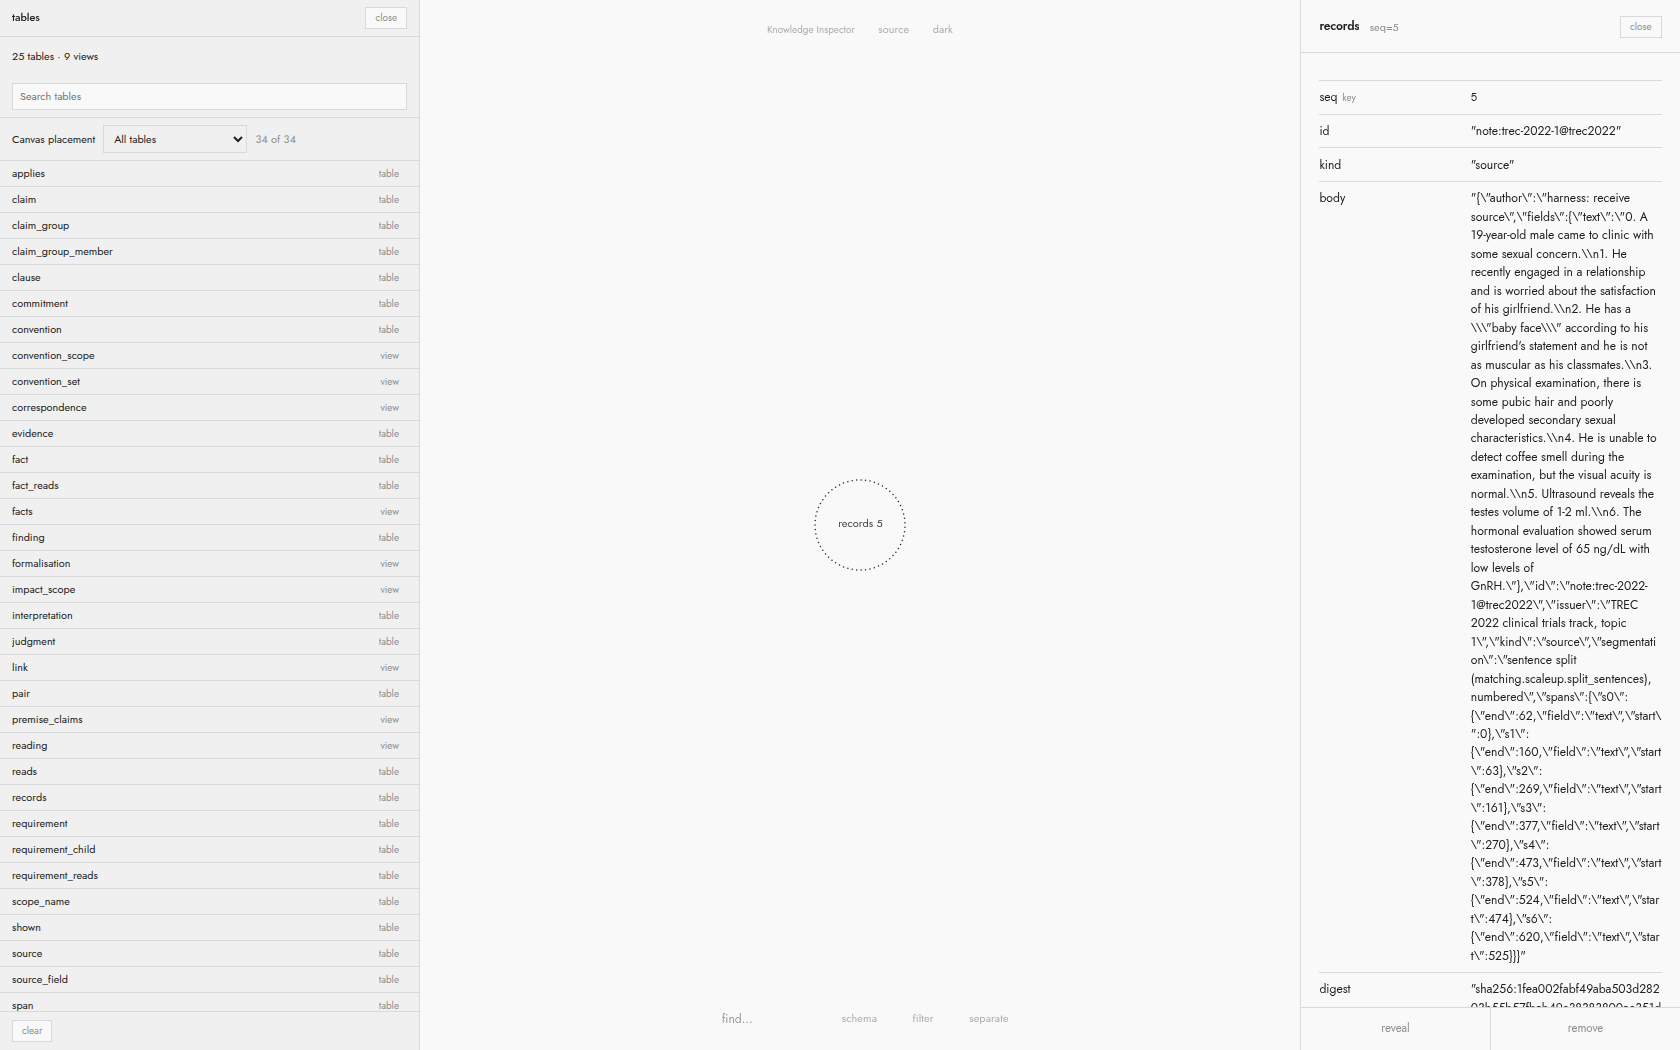 tables
close
25 tables · 9 views
Search tables
Canvas placement
All tables
34 of 34
applies table
claim table
claim_group table
claim_group_member table
clause table
commitment table
convention table
convention_scope view
convention_set view
correspondence view
evidence table
fact table
fact_reads table
facts view
finding table
formalisation view
impact_scope view
interpretation table
judgment table
link view
pair table
premise_claims view
reading view
reads table
records table
requirement table
requirement_child table
requirement_reads table
scope_name table
shown table
source table
source_field table
span table
clear
Knowledge Inspector source dark
records 5
find... schema filter separate
records seq=5 close
seq key 5
id "note:trec-2022-1@trec2022"
kind "source"
body "{\"author\":\"harness: receive
source\",\"fields\":{\"text\":\"0. A
19-year-old male came to clinic with
some sexual concern.\\n1. He
recently engaged in a relationship
and is worried about the satisfaction
of his girlfriend.\\n2. He has a
\\\"baby face\\\" according to his
girlfriend's statement and he is not
as muscular as his classmates.\\n3.
On physical examination, there is
some pubic hair and poorly
developed secondary sexual
characteristics.\\n4. He is unable to
detect coffee smell during the
examination, but the visual acuity is
normal.\\n5. Ultrasound reveals the
testes volume of 1-2 ml.\\n6. The
hormonal evaluation showed serum
testosterone level of 65 ng/dL with
low levels of
GnRH.\"},\"id\":\"note:trec-2022-
1@trec2022\",\"issuer\":\"TREC
2022 clinical trials track, topic
1\",\"kind\":\"source\",\"segmentati
on\":\"sentence split
(matching.scaleup.split_sentences),
numbered\",\"spans\":{\"s0\":
{\"end\":62,\"field\":\"text\",\"start\
":0},\"s1\":
{\"end\":160,\"field\":\"text\",\"start
\":63},\"s2\":
{\"end\":269,\"field\":\"text\",\"start
\":161},\"s3\":
{\"end\":377,\"field\":\"text\",\"start
\":270},\"s4\":
{\"end\":473,\"field\":\"text\",\"start
\":378},\"s5\":
{\"end\":524,\"field\":\"text\",\"star
t\":474},\"s6\":
{\"end\":620,\"field\":\"text\",\"star
t\":525}}}"
digest "sha256:1fea002fabf49aba503d282
reveal remove